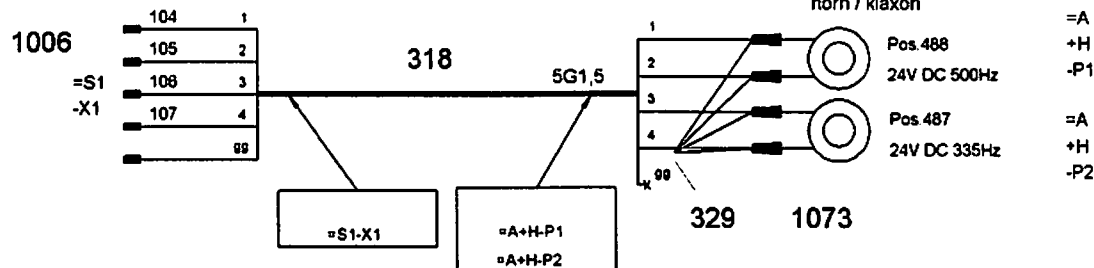 horn / klaxon
1006
=S1
-X1
104 1
105 2
106 3
107 4
gg
318
5G1,5
1
2
3
4
gg
K
Pos.488
24V DC 500Hz
Pos.487
24V DC 335Hz
=A
+H
-P1
=A
+H
-P2
329
1073
¤S1-X1
¤A+H-P1
¤A+H-P2